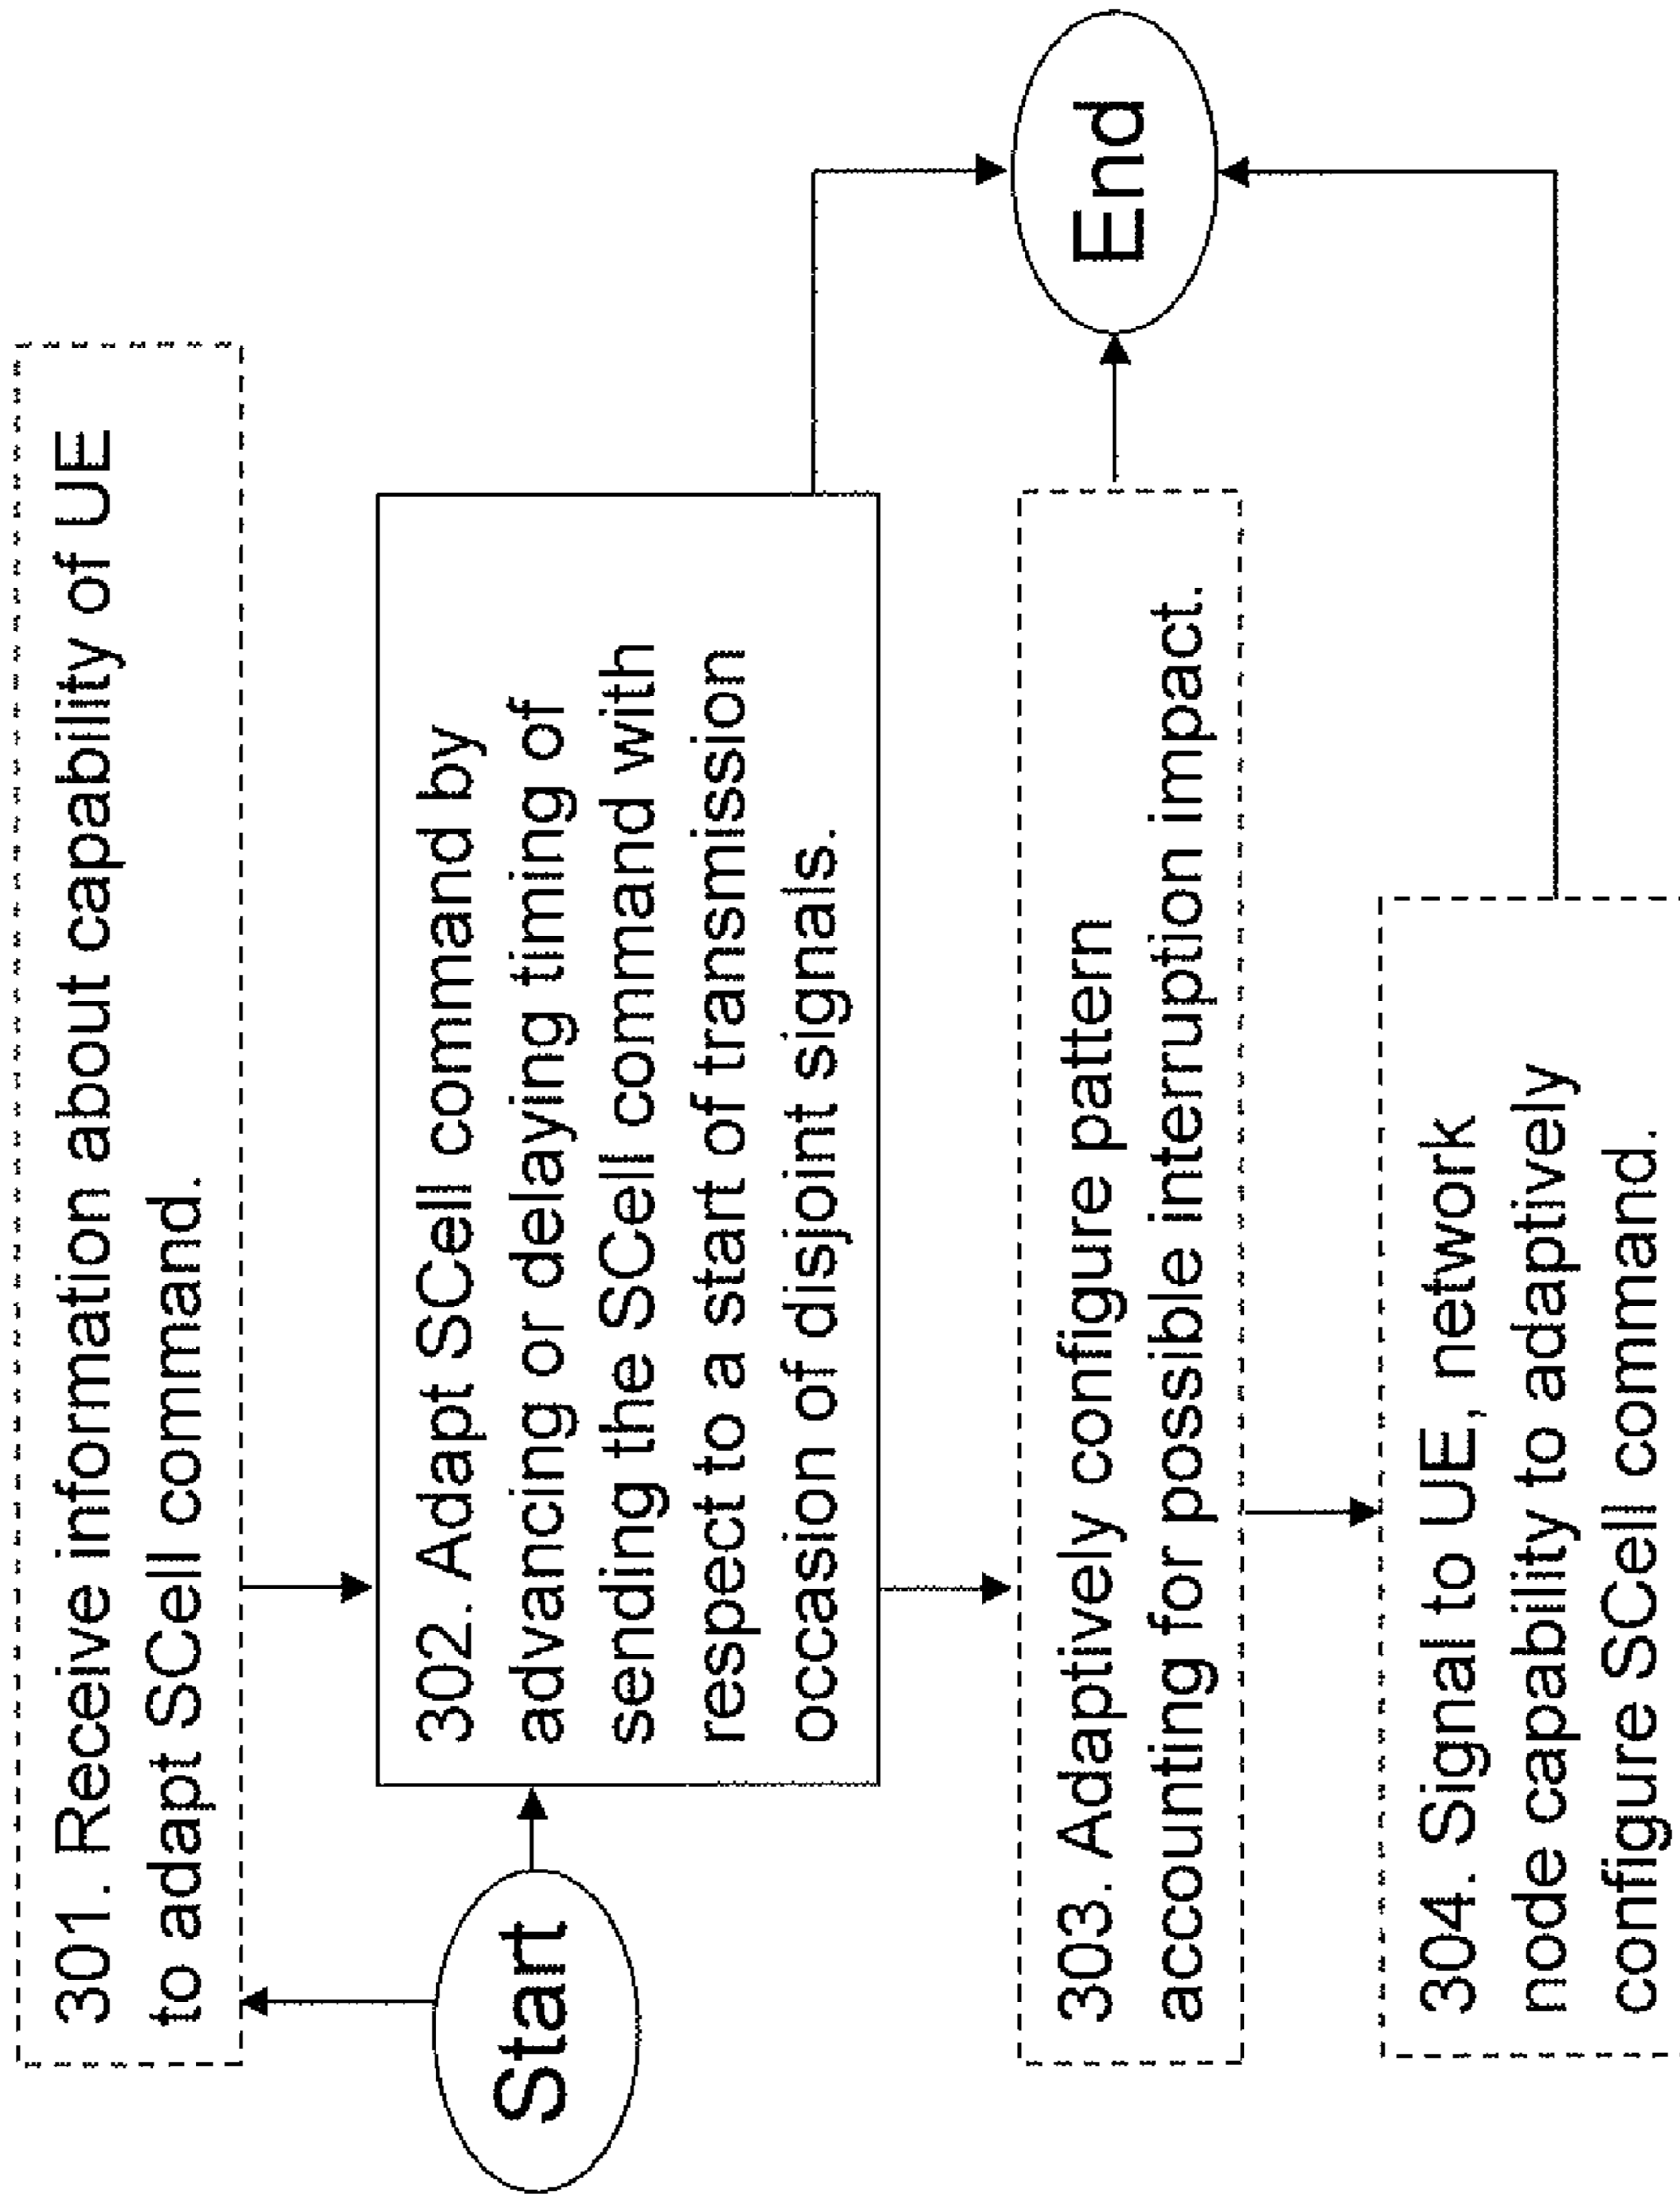 301. Receive information about capability of UE
to adapt SCell command.
Start
302. Adapt SCell command by
advancing or delaying timing of
sending the SCell command with
respect to a start of transmission
occasion of disjoint signals.
303. Adaptively configure pattern
accounting for possible interruption impact.
End
304. Signal to UE, network
node capability to adaptively
configure SCell command.